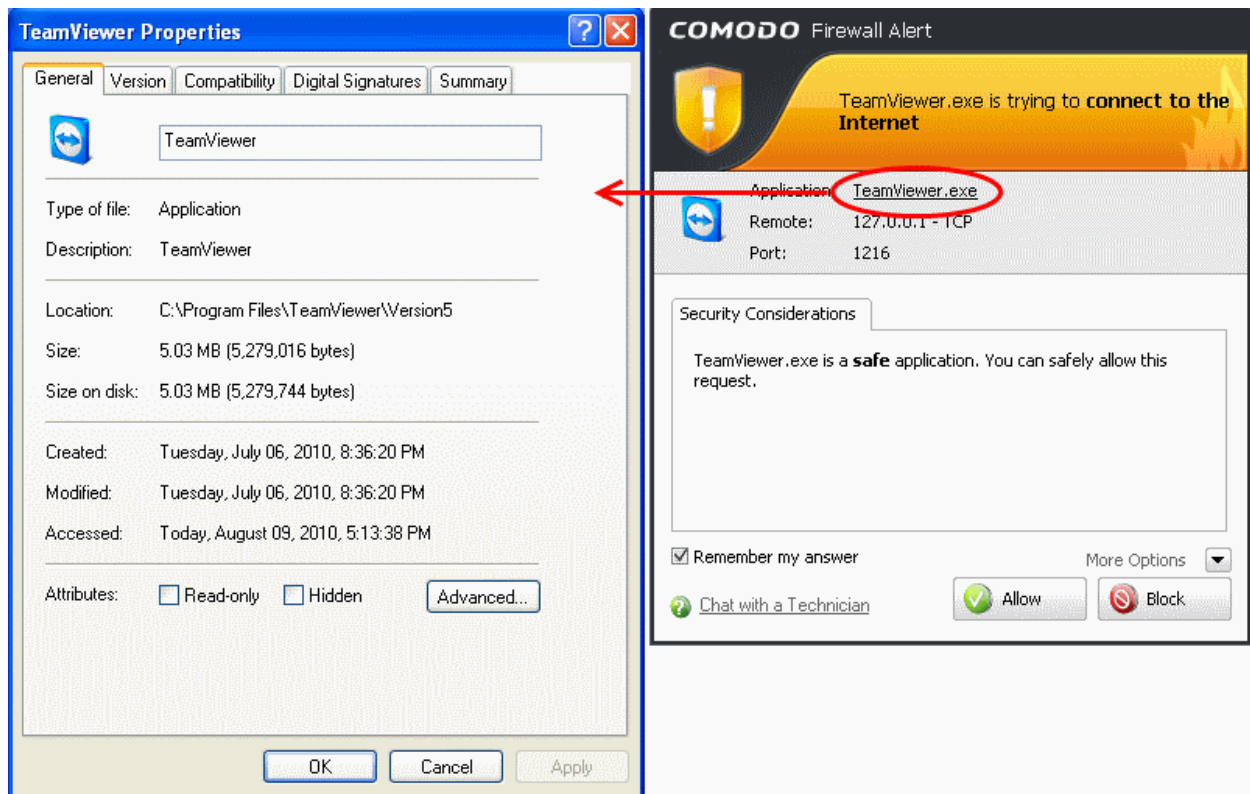 TeamViewer Properties
General Version Compatibility Digital Signatures Summary
TeamViewer
Type of file: Application
Description: TeamViewer
Location: C:\Program Files\TeamViewer\Version5
Size: 5.03 MB (5,279,016 bytes)
Size on disk: 5.03 MB (5,279,744 bytes)
Created: Tuesday, July 06, 2010, 8:36:20 PM
Modified: Tuesday, July 06, 2010, 8:36:20 PM
Accessed: Today, August 09, 2010, 5:13:38 PM
Attributes: Read-only Hidden Advanced...
OK Cancel Apply
COMODO Firewall Alert
TeamViewer.exe is trying to connect to the
Internet
Application TeamViewer.exe
Remote: 127.0.0.1 - TCP
Port: 1216
Security Considerations
TeamViewer.exe is a safe application. You can safely allow this
request.
Remember my answer
More Options
Chat with a Technician
Allow Block